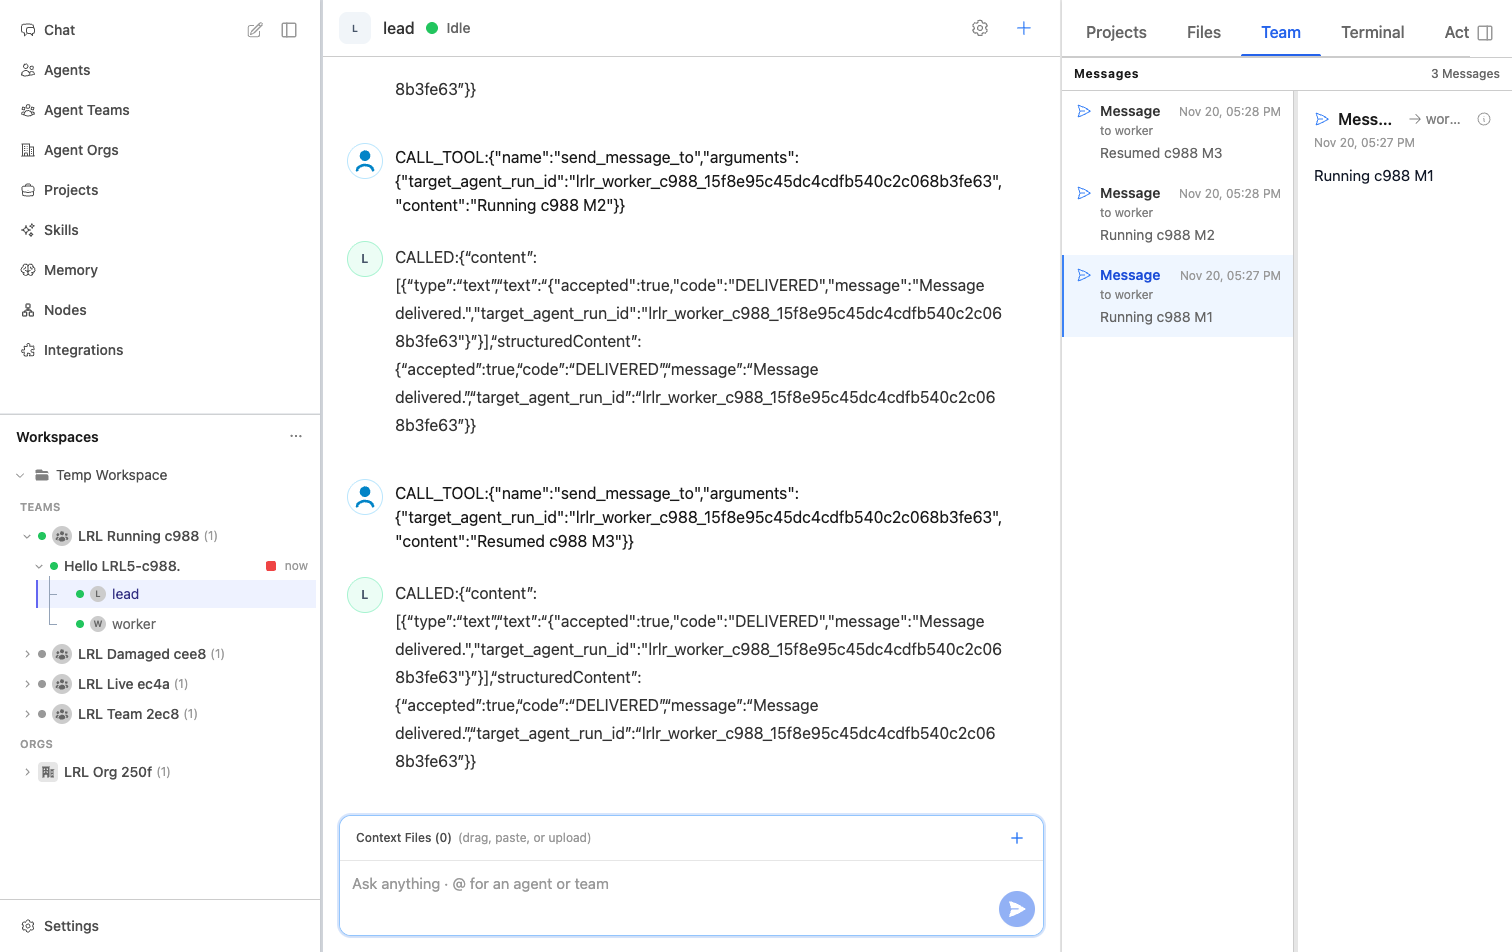 Chat
Agents
Agent Teams
Agent Orgs
Projects
Skills
Memory
Nodes
Integrations
Workspaces
Temp Workspace
TEAMS
LRL Running c988 (1)
Hello LRL5-c988. now
L lead
W worker
LRL Damaged cee8 (1)
LRL Live ec4a (1)
LRL Team 2ec8 (1)
ORGS
LRL Org 250f (1)
Settings
L lead Idle
8b3fe63”}}
CALL_TOOL:{"name":"send_message_to","arguments":
{"target_agent_run_id":"lrlr_worker_c988_15f8e95c45dc4cdfb540c2c068b3fe63",
"content":"Running c988 M2"}}
L
CALLED:{“content”:
[{“type”:“text”,“text”:“{"accepted":true,"code":"DELIVERED","message":"Message
delivered.","target_agent_run_id":"lrlr_worker_c988_15f8e95c45dc4cdfb540c2c06
8b3fe63"}”}],“structuredContent”:
{“accepted”:true,“code”:“DELIVERED”,“message”:“Message
delivered.”,“target_agent_run_id”:“lrlr_worker_c988_15f8e95c45dc4cdfb540c2c06
8b3fe63”}}
CALL_TOOL:{"name":"send_message_to","arguments":
{"target_agent_run_id":"lrlr_worker_c988_15f8e95c45dc4cdfb540c2c068b3fe63",
"content":"Resumed c988 M3"}}
L
CALLED:{“content”:
[{“type”:“text”,“text”:“{"accepted":true,"code":"DELIVERED","message":"Message
delivered.","target_agent_run_id":"lrlr_worker_c988_15f8e95c45dc4cdfb540c2c06
8b3fe63"}”}],“structuredContent”:
{“accepted”:true,“code”:“DELIVERED”,“message”:“Message
delivered.”,“target_agent_run_id”:“lrlr_worker_c988_15f8e95c45dc4cdfb540c2c06
8b3fe63”}}
Context Files (0) (drag, paste, or upload)
Ask anything · @ for an agent or team
Projects Files Team Terminal Act
Messages 3 Messages
Message Nov 20, 05:28 PM
to worker
Resumed c988 M3
Message Nov 20, 05:28 PM
to worker
Running c988 M2
Message Nov 20, 05:27 PM
to worker
Running c988 M1
Mess... → wor...
Nov 20, 05:27 PM
Running c988 M1